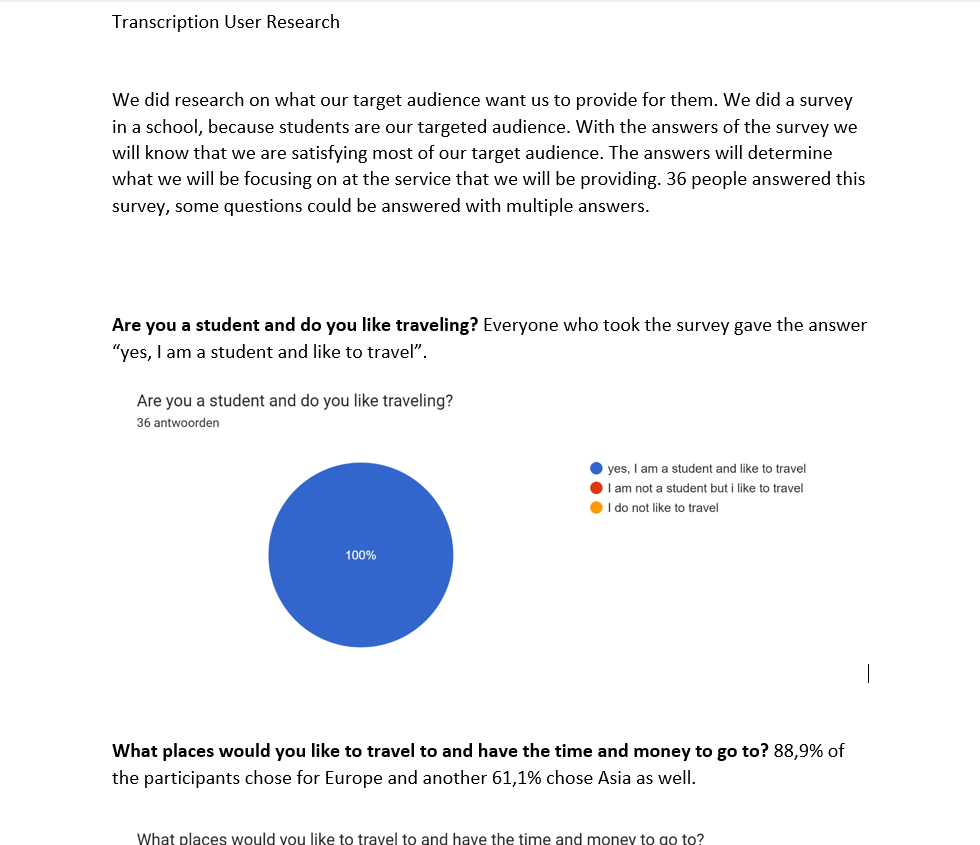 Transcription User Research
We did research on what our target audience want us to provide for them. We did a survey
in a school, because students are our targeted audience. With the answers of the survey we
will know that we are satisfying most of our target audience. The answers will determine
what we will be focusing on at the service that we will be providing. 36 people answered this
survey, some questions could be answered with multiple answers.
Are you a student and do you like traveling? Everyone who took the survey gave the answer
“yes, I am a student and like to travel”.
Are you a student and do you like traveling?
36 antwoorden
yes, I am a student and like to travel
I am not a student but i like to travel
I do not like to travel
100%
What places would you like to travel to and have the time and money to go to? 88,9% of
the participants chose for Europe and another 61,1% chose Asia as well.
What places would you like to travel to and have the time and money to go to?